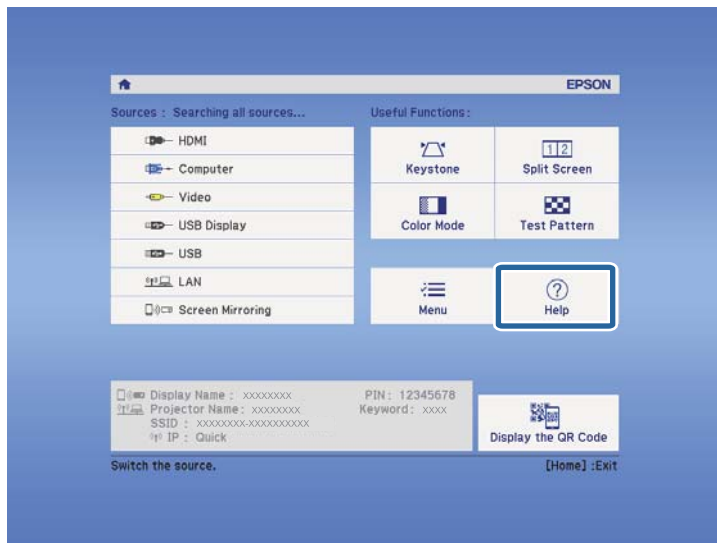 EPSON
Sources : Searching all sources...
HDMI
Computer
Video
USB Display
USB
LAN
Screen Mirroring
Useful Functions:
Keystone
1 2
Split Screen
Color Mode
Test Pattern
Menu
?
Help
Display Name : xxxxxxxx
PIN: 12345678
Projector Name: xxxxxxxx
Keyword: xxxx
SSID : xxxxxxxx-xxxxxxxxxx
IP : Quick
Display the QR Code
Switch the source.
[Home] :Exit